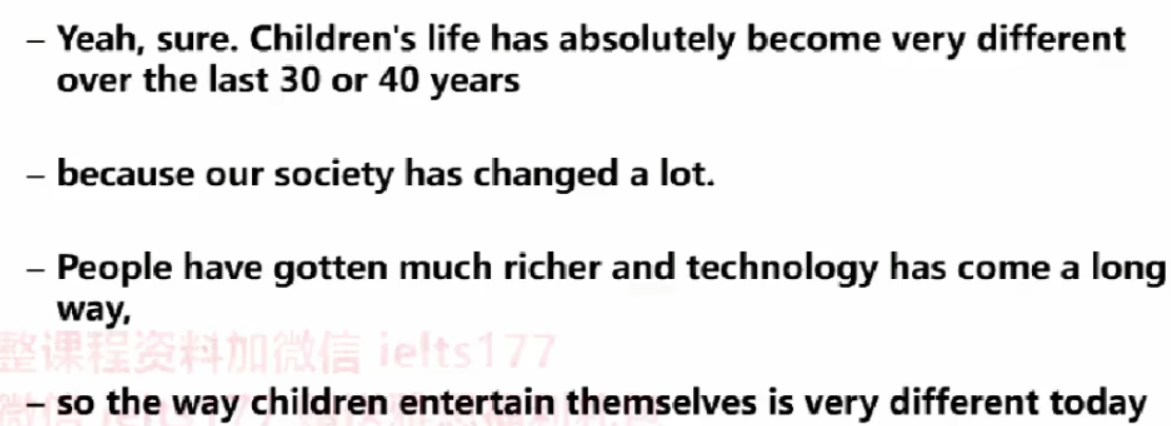 – Yeah, sure. Children's life has absolutely become very different
over the last 30 or 40 years
– because our society has changed a lot.
– People have gotten much richer and technology has come a long
way,
整课程资料加微信 ielts177
– so the way children entertain themselves is very different today